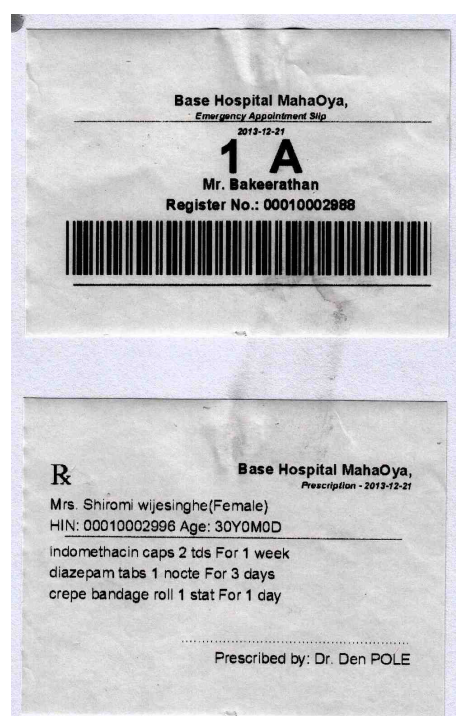 Base Hospital MahaOya,
Emergency Appointment Slip
2013-12-21
1 A
Mr. Bakeerathan
Register No.: 00010002988
℞
Base Hospital MahaOya,
Prescription - 2013-12-21
Mrs. Shiromi wijesinghe(Female)
HIN: 00010002996 Age: 30Y0M0D
indomethacin caps 2 tds For 1 week
diazepam tabs 1 nocte For 3 days
crepe bandage roll 1 stat For 1 day
Prescribed by: Dr. Den POLE